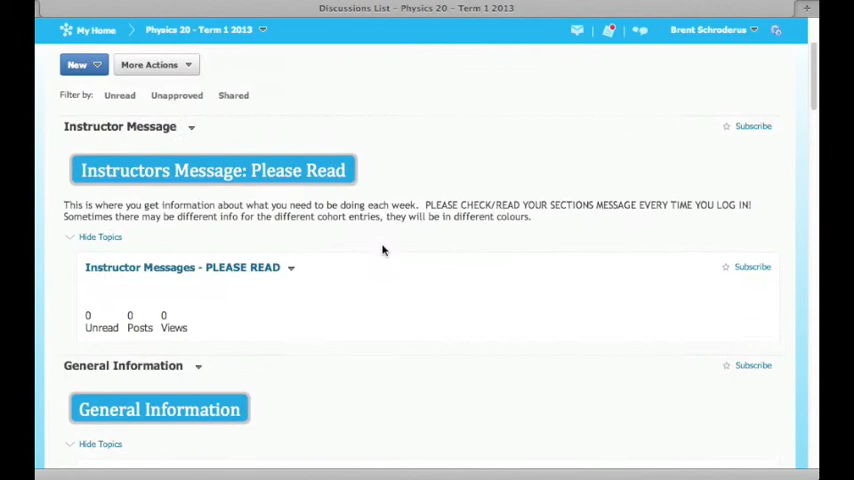 Discussions List – Physics 20 – Term 1 2013
My Home Physics 20 - Term 1 2013 Brent Schroderus
New More Actions
Filter by: Unread Unapproved Shared
Instructor Message Subscribe
Instructors Message: Please Read
This is where you get information about what you need to be doing each week. PLEASE CHECK/READ YOUR SECTIONS MESSAGE EVERY TIME YOU LOG IN!
Sometimes there may be different info for the different cohort entries, they will be in different colours.
Hide Topics
Instructor Messages - PLEASE READ Subscribe
0 0 0
Unread Posts Views
General Information Subscribe
General Information
Hide Topics